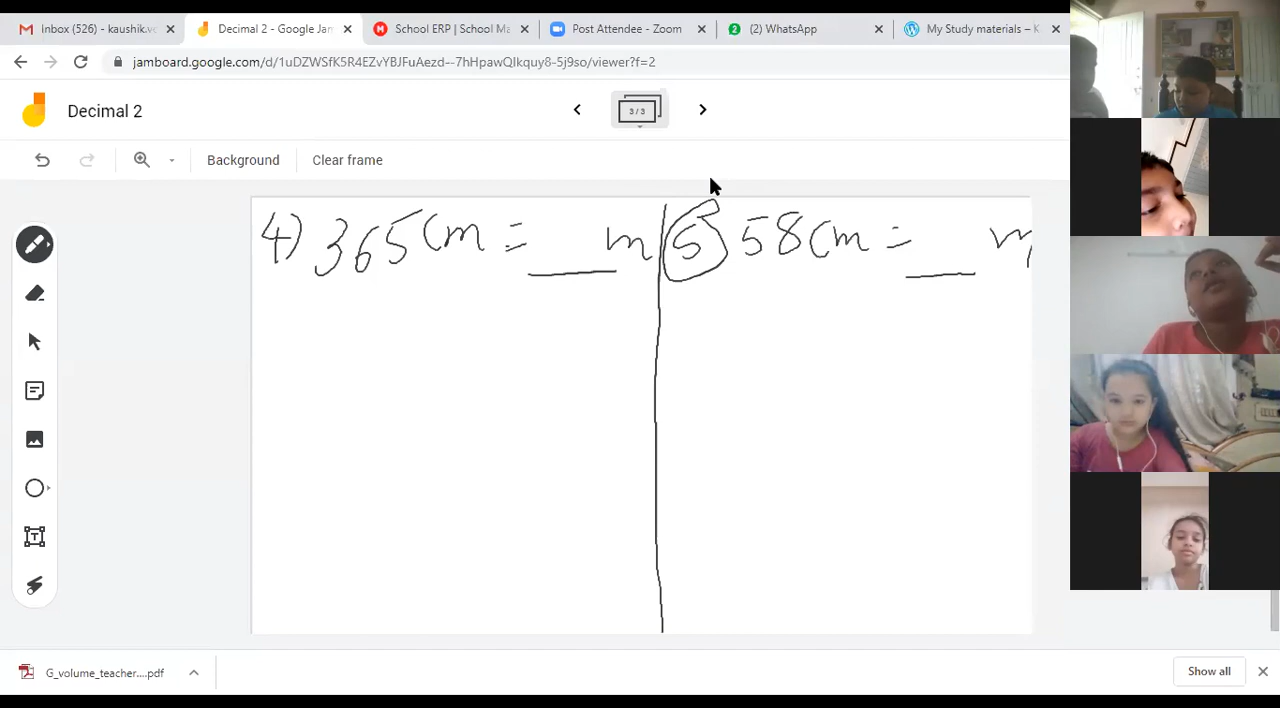 Inbox (526) - kaushik.vc
Decimal 2 - Google Jam
School ERP | School Ma
Post Attendee - Zoom
(2) WhatsApp
My Study materials – K
jamboard.google.com/d/1uDZWSfK5R4EZvYBJFuAezd--7hHpawQlkquy8-5j9so/viewer?f=2
Decimal 2
3 / 3
Background
Clear frame
4) 365 Cm = ___ m
5 58 Cm = ___ m
G_volume_teacher....pdf
Show all